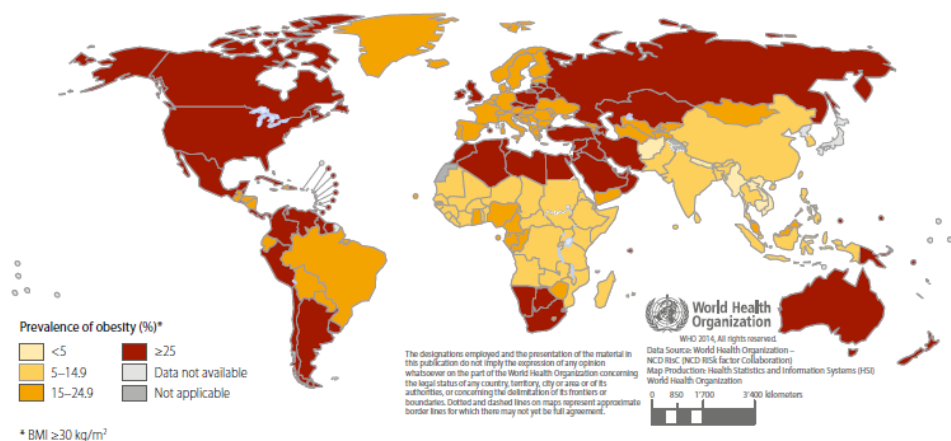 Prevalence of obesity (%)*
<5
5–14.9
15–24.9
≥25
Data not available
Not applicable
* BMI ≥30 kg/m²
The designations employed and the presentation of the material in
this publication do not imply the expression of any opinion
whatsoever on the part of the World Health Organization concerning
the legal status of any country, territory, city or area or of its
authorities, or concerning the delimitation of its frontiers or
boundaries. Dotted and dashed lines on maps represent approximate
border lines for which there may not yet be full agreement.
World Health
Organization
WHO 2014, All rights reserved.
Data Source: World Health Organization –
NCD RisC (NCD RISk factor Collaboration)
Map Production: Health Statistics and Information Systems (HSI)
World Health Organization
0 850 1'700 3'400 kilometers